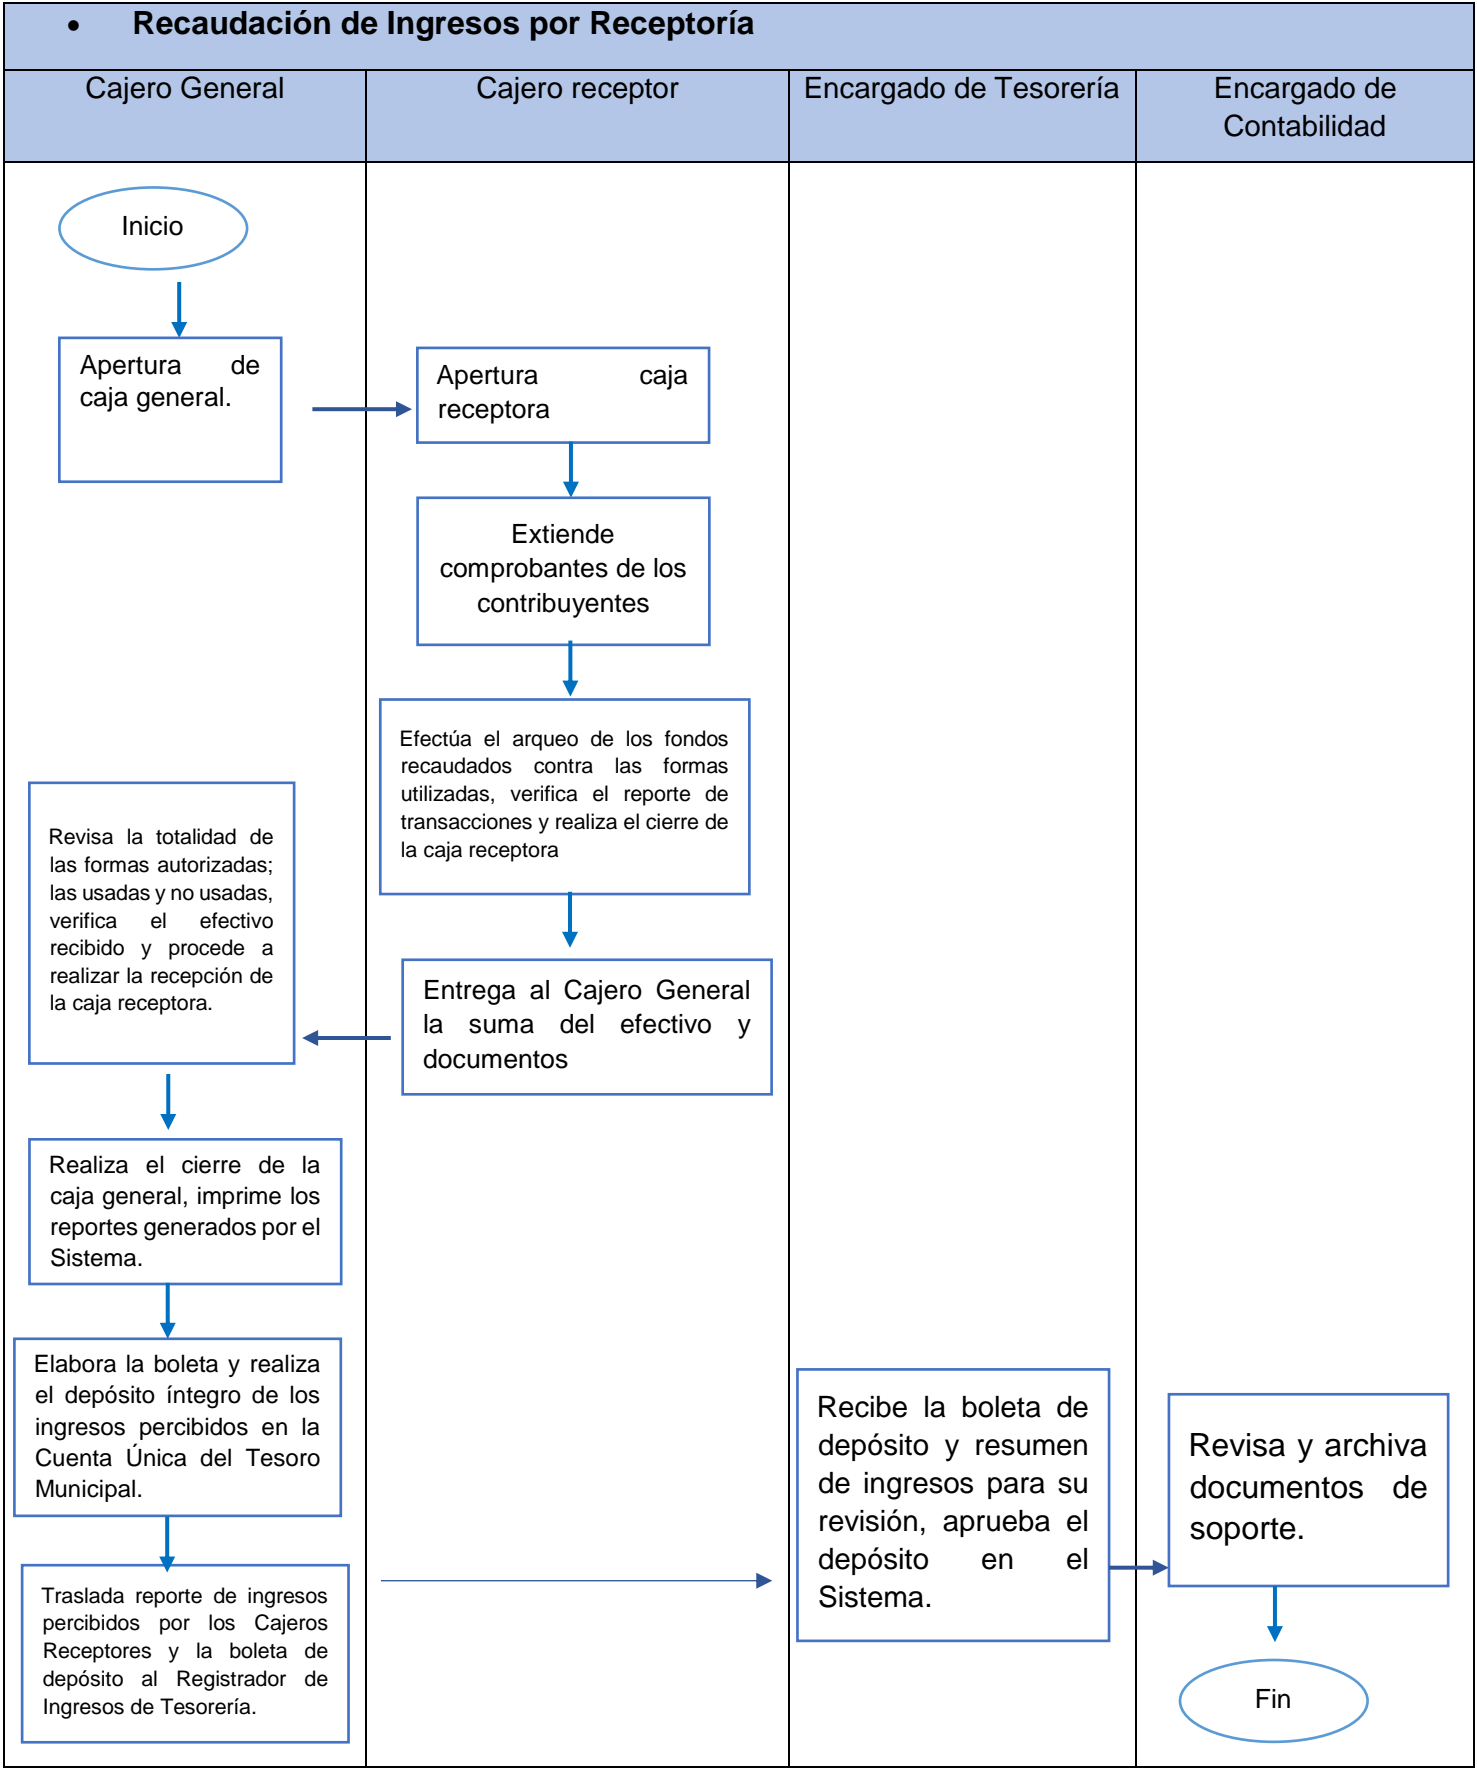 • Recaudación de Ingresos por Receptoría
Cajero General
Cajero receptor
Encargado de Tesorería
Encargado de
Contabilidad
Inicio
Apertura de
caja general.
Apertura caja
receptora
Extiende
comprobantes de los
contribuyentes
Efectúa el arqueo de los fondos
recaudados contra las formas
utilizadas, verifica el reporte de
transacciones y realiza el cierre de
la caja receptora
Entrega al Cajero General
la suma del efectivo y
documentos
Revisa la totalidad de
las formas autorizadas;
las usadas y no usadas,
verifica el efectivo
recibido y procede a
realizar la recepción de
la caja receptora.
Realiza el cierre de la
caja general, imprime los
reportes generados por el
Sistema.
Elabora la boleta y realiza
el depósito íntegro de los
ingresos percibidos en la
Cuenta Única del Tesoro
Municipal.
Traslada reporte de ingresos
percibidos por los Cajeros
Receptores y la boleta de
depósito al Registrador de
Ingresos de Tesorería.
Recibe la boleta de
depósito y resumen
de ingresos para su
revisión, aprueba el
depósito en el
Sistema.
Revisa y archiva
documentos de
soporte.
Fin